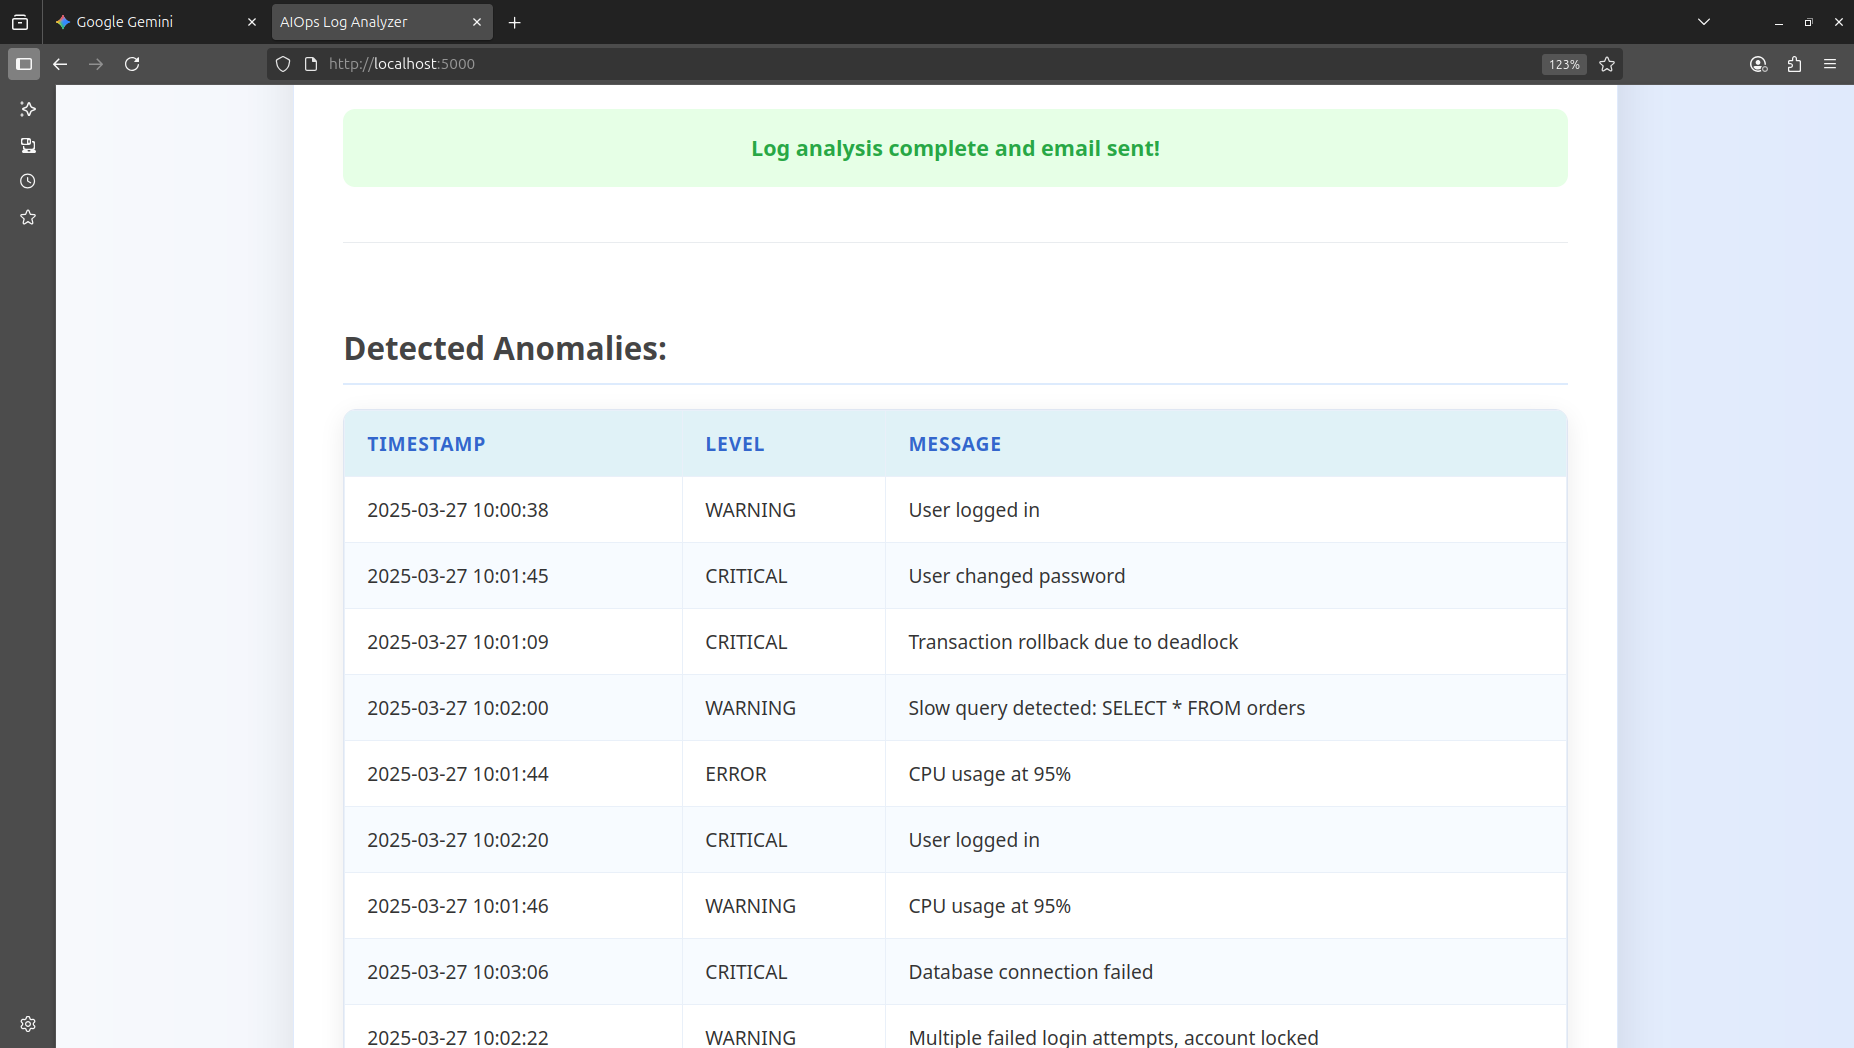 Google Gemini
AIOps Log Analyzer
http://localhost:5000
123%
Log analysis complete and email sent!
Detected Anomalies:
TIMESTAMP LEVEL MESSAGE
2025-03-27 10:00:38 WARNING User logged in
2025-03-27 10:01:45 CRITICAL User changed password
2025-03-27 10:01:09 CRITICAL Transaction rollback due to deadlock
2025-03-27 10:02:00 WARNING Slow query detected: SELECT * FROM orders
2025-03-27 10:01:44 ERROR CPU usage at 95%
2025-03-27 10:02:20 CRITICAL User logged in
2025-03-27 10:01:46 WARNING CPU usage at 95%
2025-03-27 10:03:06 CRITICAL Database connection failed
2025-03-27 10:02:22 WARNING Multiple failed login attempts, account locked